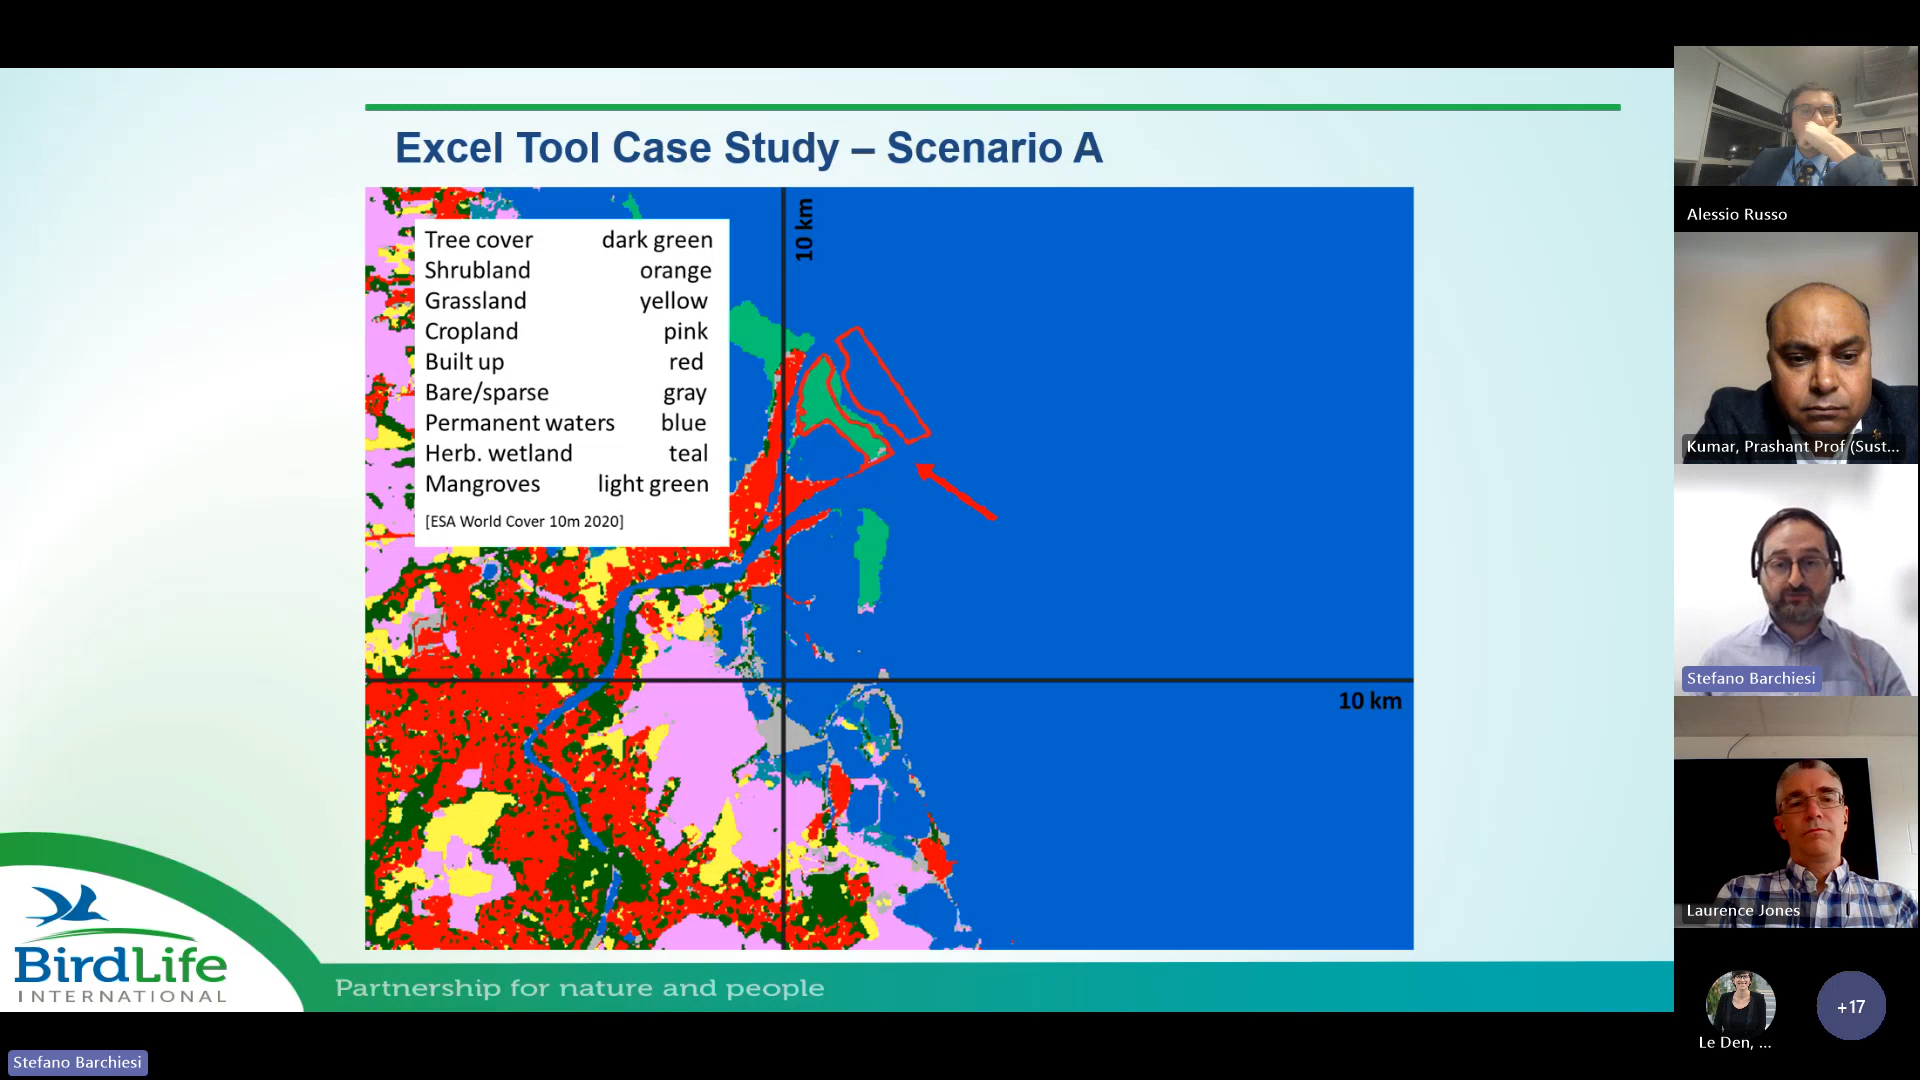 Excel Tool Case Study – Scenario A
10 km
Tree cover dark green
Shrubland orange
Grassland yellow
Cropland pink
Built up red
Bare/sparse gray
Permanent waters blue
Herb. wetland teal
Mangroves light green
[ESA World Cover 10m 2020]
10 km
BirdLife
INTERNATIONAL
Partnership for nature and people
Stefano Barchiesi
Alessio Russo
Kumar, Prashant Prof (Sust...
Stefano Barchiesi
Laurence Jones
Le Den, ...
+17